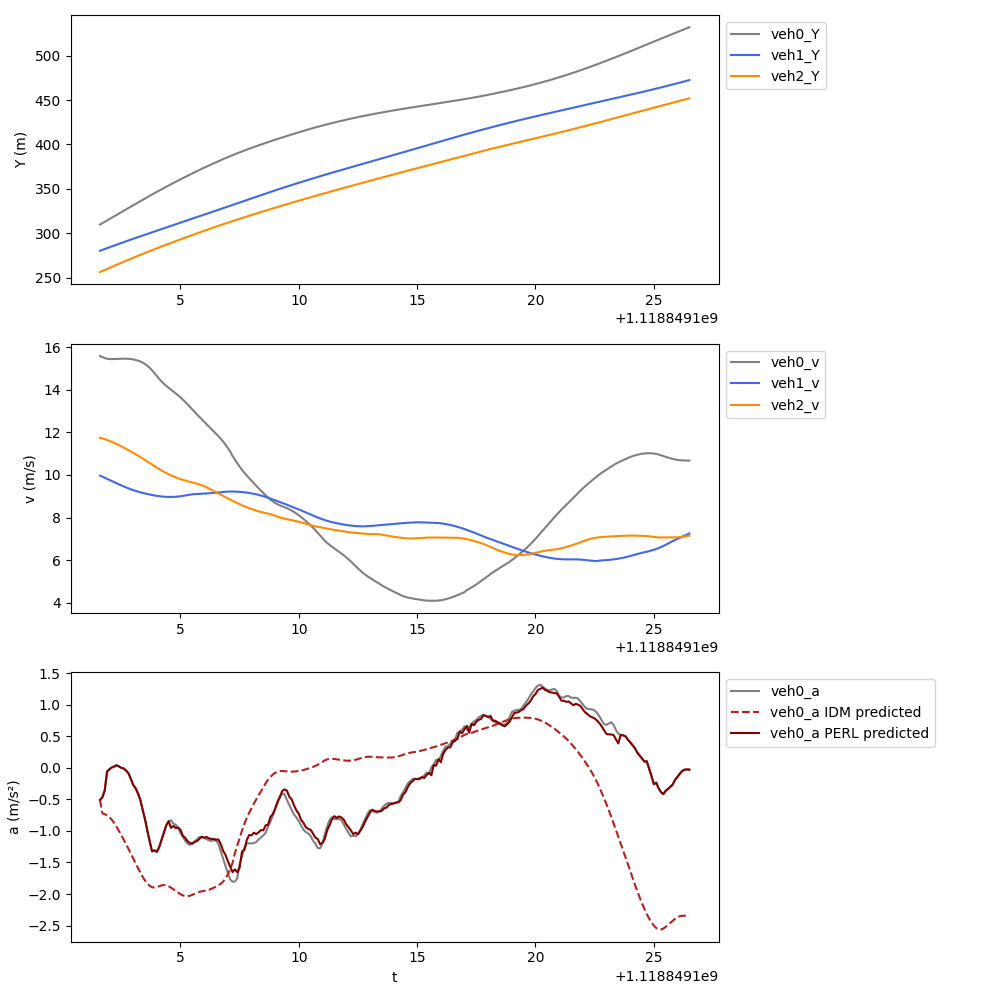 500
450
400
350
300
250
Y (m)
5 10 15 20 25
+1.1188491e9
veh0_Y
veh1_Y
veh2_Y
16
14
12
10
8
6
4
v (m/s)
5 10 15 20 25
+1.1188491e9
veh0_v
veh1_v
veh2_v
1.5
1.0
0.5
0.0
−0.5
−1.0
−1.5
−2.0
−2.5
a (m/s²)
5 10 15 20 25
t
+1.1188491e9
veh0_a
veh0_a IDM predicted
veh0_a PERL predicted